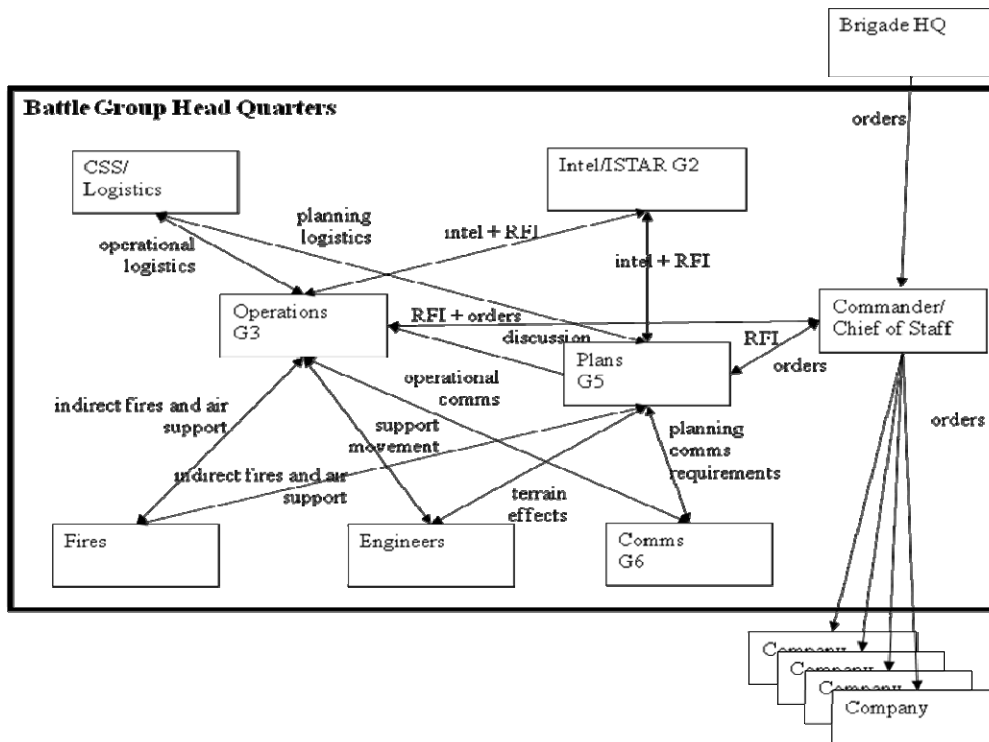 Brigade HQ
Battle Group Head Quarters
orders
CSS/
Logistics
Intel/ISTAR G2
planning
logistics
operational
logistics
intel + RFI
intel + RFI
Operations
G3
RFI + orders
discussion
Commander/
Chief of Staff
Plans
G5
RFI
orders
operational
comms
indirect fires and air
support
support
movement
planning
comms
requirements
orders
indirect fires and air
support
terrain
effects
Fires
Engineers
Comms
G6
Company
Company
Company
Company